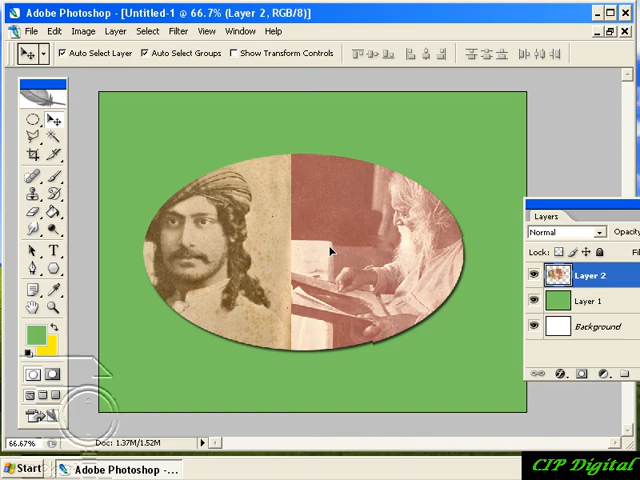 Adobe Photoshop - [Untitled-1 @ 66.7% (Layer 2, RGB/8)]
File Edit Image Layer Select Filter View Window Help
Auto Select Layer Auto Select Groups Show Transform Controls
Layers
Normal Opacity
Lock: Fil
Layer 2
Layer 1
Background
66.67% Doc: 1.37M/1.52M
Start Adobe Photoshop - ... CIP Digital